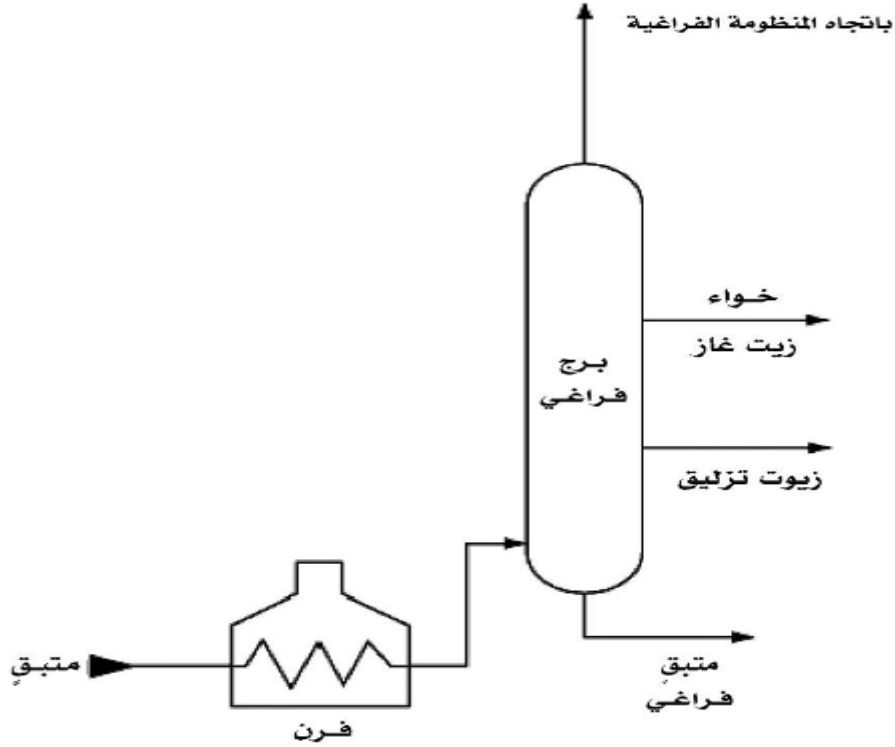 باتجاه المنظومة الفراغية
خواء
زيت غاز
برج
فراغي
زيوت تزليق
متبقٍ
متبقٍ
فراغي
فرن